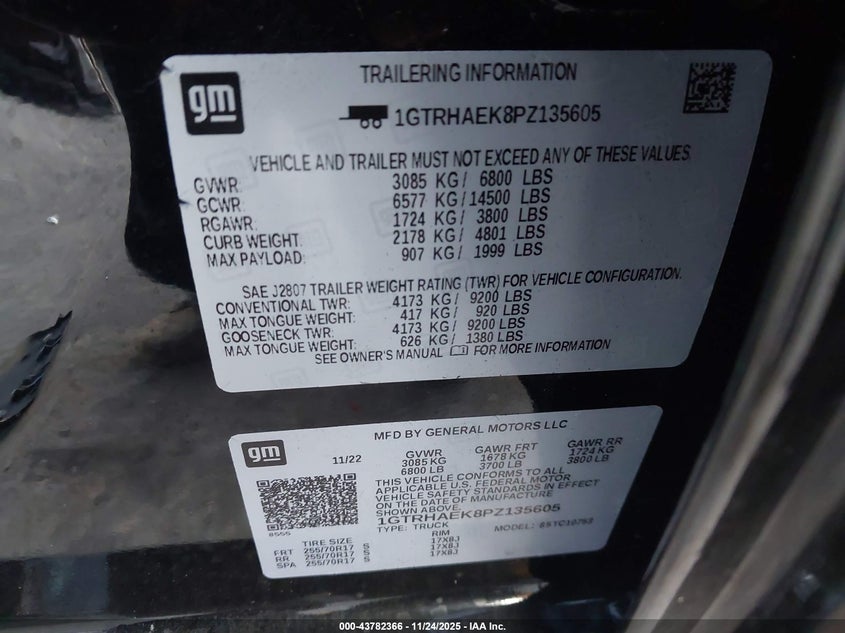 gm
TRAILERING INFORMATION
1GTRHAEK8PZ135605
VEHICLE AND TRAILER MUST NOT EXCEED ANY OF THESE VALUES
GVWR: 3085 KG/ 6800 LBS
GCWR: 6577 KG/14500 LBS
RGAWR: 1724 KG/ 3800 LBS
CURB WEIGHT: 2178 KG/ 4801 LBS
MAX PAYLOAD: 907 KG/ 1999 LBS
SAE J2807 TRAILER WEIGHT RATING (TWR) FOR VEHICLE CONFIGURATION.
CONVENTIONAL TWR: 4173 KG/ 9200 LBS
MAX TONGUE WEIGHT: 417 KG/ 920 LBS
GOOSENECK TWR: 4173 KG/ 9200 LBS
MAX TONGUE WEIGHT: 626 KG/ 1380 LBS
SEE OWNER'S MANUAL FOR MORE INFORMATION
gm
MFD BY GENERAL MOTORS LLC
11/22 GVWR GAWR FRT GAWR RR
3085 KG 1678 KG 1724 KG
6800 LB 3700 LB 3800 LB
THIS VEHICLE CONFORMS TO ALL
APPLICABLE U.S. FEDERAL MOTOR
VEHICLE SAFETY STANDARDS IN EFFECT
ON THE DATE OF MANUFACTURE
SHOWN ABOVE.
1GTRHAEK8PZ135605
8555 TYPE: TRUCK MODEL:
TIRE SIZE RIM
FRT 255/70R17 S 17X8J
RR 255/70R17 S 17X8J
SPA 255/70R17 S 17X8J
000-43782366 - 11/24/2025 - IAA Inc.